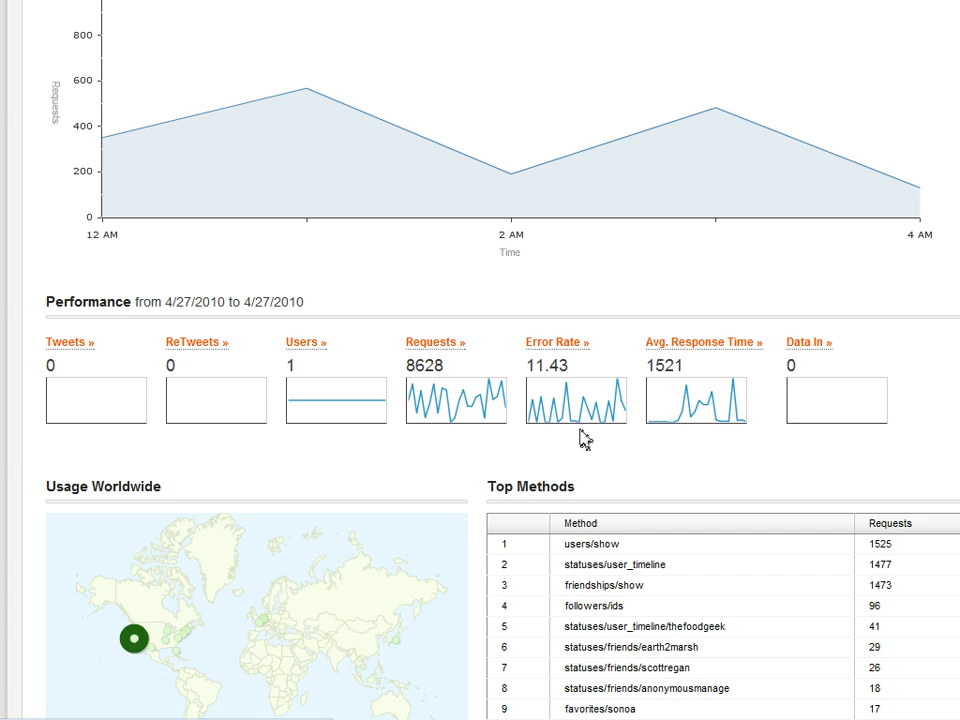 800
600
400
200
0
Requests
12 AM
2 AM
4 AM
Time
Performance from 4/27/2010 to 4/27/2010
Tweets » ReTweets » Users » Requests » Error Rate » Avg. Response Time » Data In »
0 0 1 8628 11.43 1521 0
Usage Worldwide
Top Methods
Method Requests
1 users/show 1525
2 statuses/user_timeline 1477
3 friendships/show 1473
4 followers/ids 96
5 statuses/user_timeline/thefoodgeek 41
6 statuses/friends/earth2marsh 29
7 statuses/friends/scottregan 26
8 statuses/friends/anonymousmanage 18
9 favorites/sonoa 17